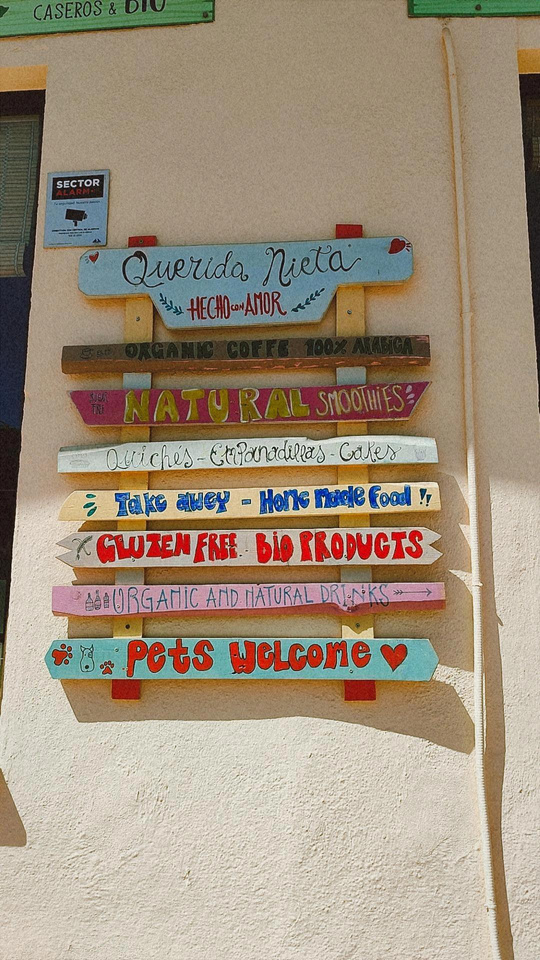 CASEROS & BIO
SECTOR
ALARM
Querida Nieta
HECHO CON AMOR
ORGANIC COFFE 100% ARABIGA
NATURAL SMOOTHIES
Quichés - Empanadillas - Cakes
Take away - Home made food !!
GLUTEN FREE BIO PRODUCTS
ORGANIC AND NATURAL DRINKS
Pets Welcome